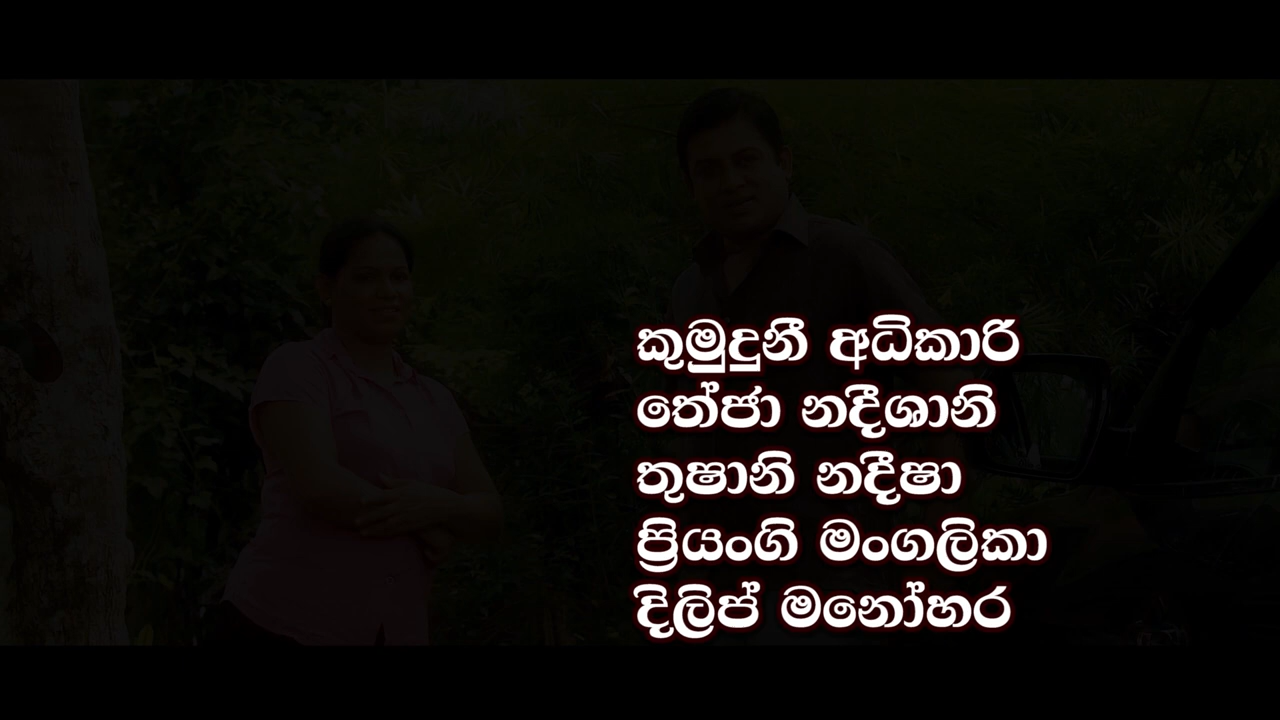 කුමුදුනී අධිකාරි
තේජා නදීශානි
තුෂානි නදීෂා
ප්‍රියංගි මංගලිකා
දිලිප් මනෝහර